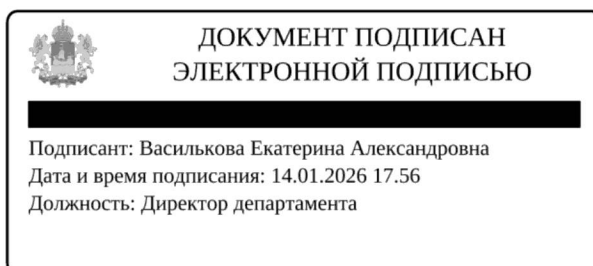 ДОКУМЕНТ ПОДПИСАН
ЭЛЕКТРОННОЙ ПОДПИСЬЮ
Подписант: Василькова Екатерина Александровна
Дата и время подписания: 14.01.2026 17.56
Должность: Директор департамента